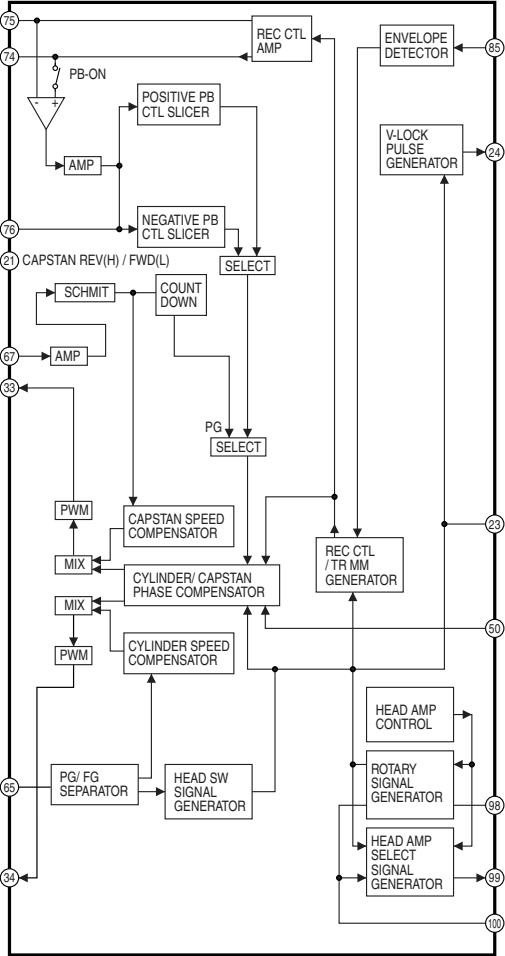 75
REC CTL
AMP
ENVELOPE
DETECTOR
85
74
PB-ON
- +
POSITIVE PB
CTL SLICER
V-LOCK
PULSE
GENERATOR
24
AMP
76
NEGATIVE PB
CTL SLICER
21
CAPSTAN REV(H) / FWD(L)
SELECT
SCHMIT
COUNT
DOWN
67
AMP
33
PG
SELECT
PWM
CAPSTAN SPEED
COMPENSATOR
23
MIX
REC CTL
/ TR MM
GENERATOR
CYLINDER/ CAPSTAN
PHASE COMPENSATOR
MIX
50
PWM
CYLINDER SPEED
COMPENSATOR
HEAD AMP
CONTROL
65
PG/ FG
SEPARATOR
HEAD SW
SIGNAL
GENERATOR
ROTARY
SIGNAL
GENERATOR
98
HEAD AMP
SELECT
SIGNAL
GENERATOR
34
99
100